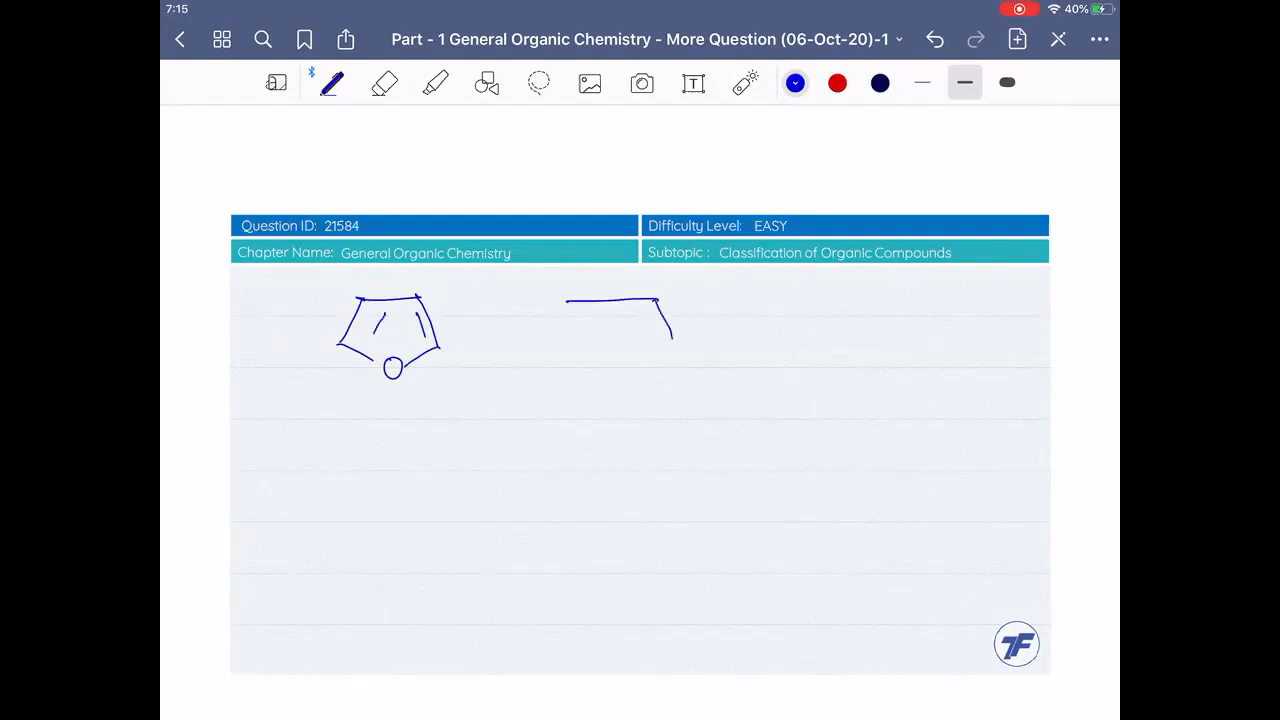 7:15
40%
Part - 1 General Organic Chemistry - More Question (06-Oct-20)-1
T
Question ID: 21584
Difficulty Level: EASY
Chapter Name: General Organic Chemistry
Subtopic : Classification of Organic Compounds
O
TF